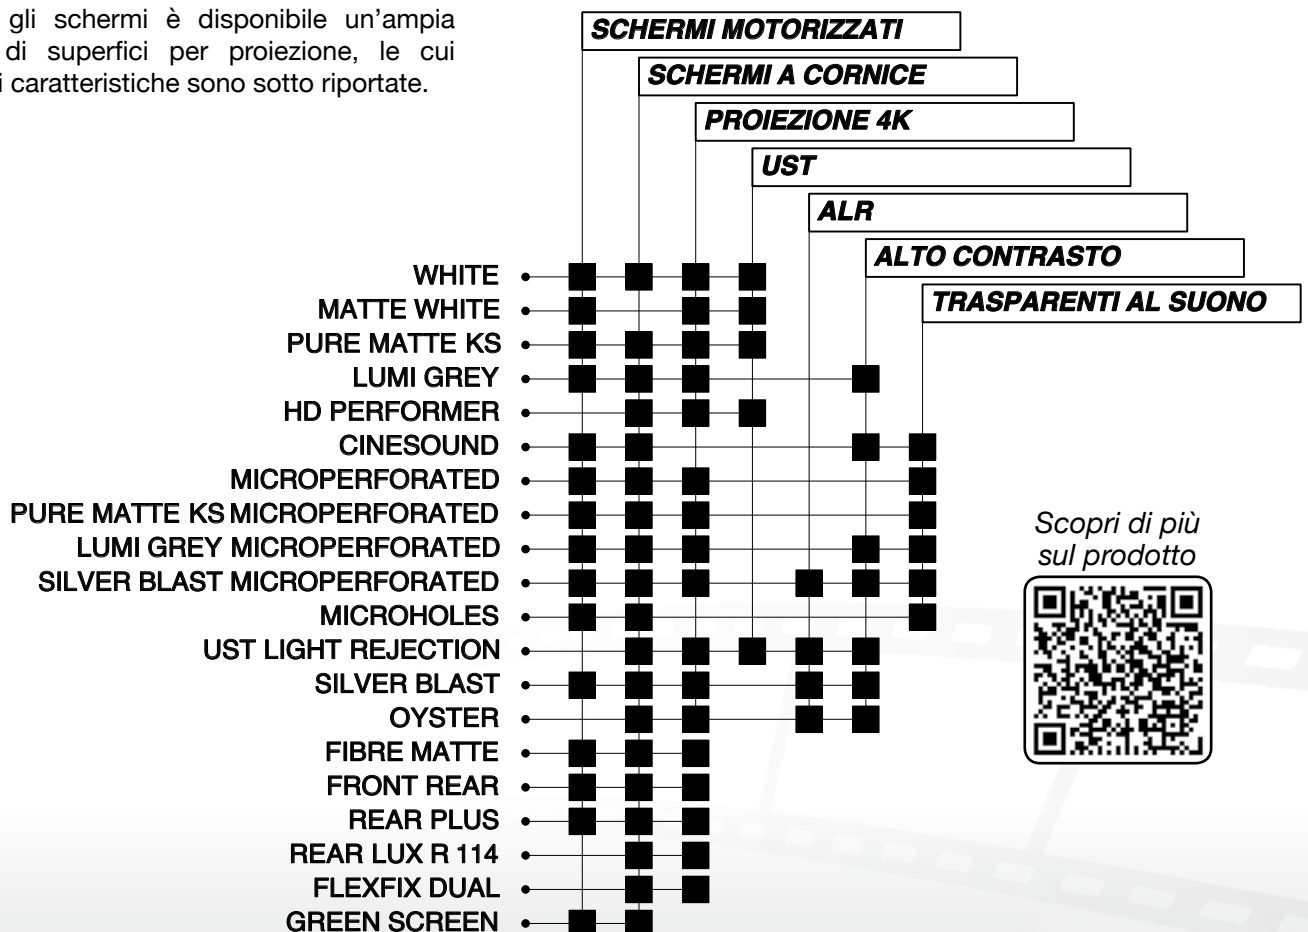 gli schermi è disponibile un’ampia
di superfici per proiezione, le cui
caratteristiche sono sotto riportate.
SCHERMI MOTORIZZATI
SCHERMI A CORNICE
PROIEZIONE 4K
UST
ALR
ALTO CONTRASTO
TRASPARENTI AL SUONO
WHITE
MATTE WHITE
PURE MATTE KS
LUMI GREY
HD PERFORMER
CINESOUND
MICROPERFORATED
PURE MATTE KS MICROPERFORATED
LUMI GREY MICROPERFORATED
SILVER BLAST MICROPERFORATED
MICROHOLES
UST LIGHT REJECTION
SILVER BLAST
OYSTER
FIBRE MATTE
FRONT REAR
REAR PLUS
REAR LUX R 114
FLEXFIX DUAL
GREEN SCREEN
Scopri di più
sul prodotto